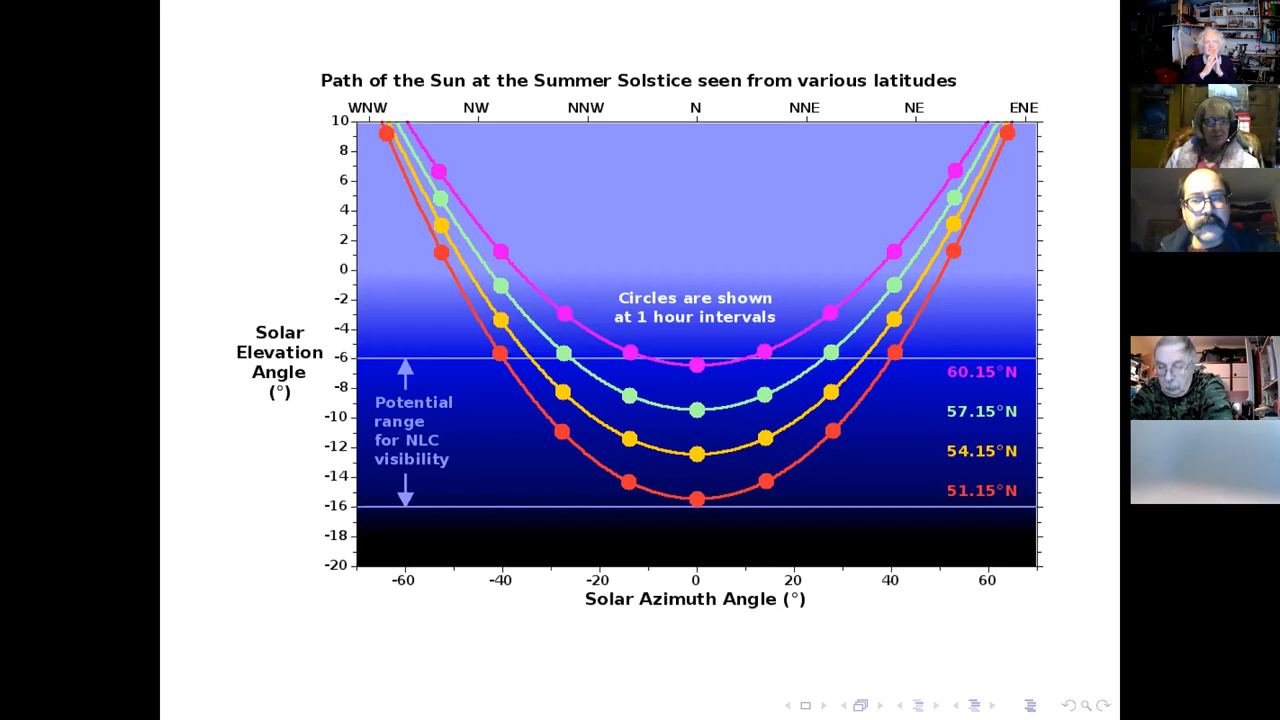 Path of the Sun at the Summer Solstice seen from various latitudes
WNW NW NNW N NNE NE ENE
10
8
6
4
2
0
-2
-4
-6
-8
-10
-12
-14
-16
-18
-20
Solar
Elevation
Angle
(°)
Circles are shown
at 1 hour intervals
Potential
range
for NLC
visibility
60.15°N
57.15°N
54.15°N
51.15°N
-60 -40 -20 0 20 40 60
Solar Azimuth Angle (°)